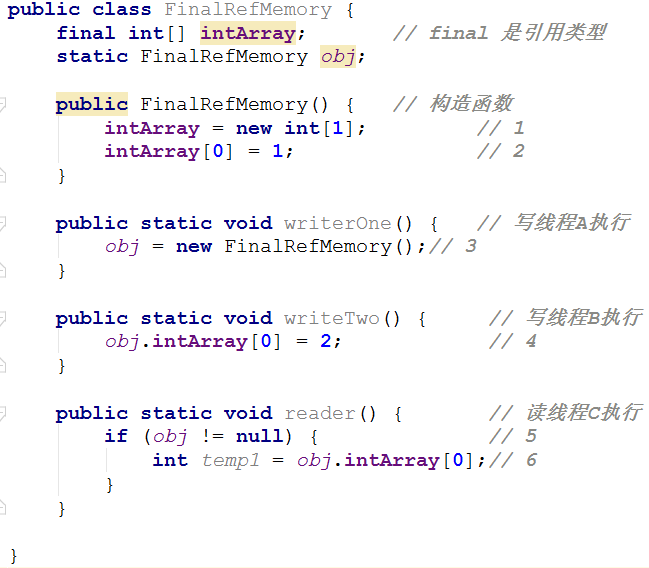 public class FinalRefMemory {
    final int[] intArray;       // final 是引用类型
    static FinalRefMemory obj;
    public FinalRefMemory() {   // 构造函数
        intArray = new int[1];         // 1
        intArray[0] = 1;               // 2
    }
    public static void writerOne() {   // 写线程A执行
        obj = new FinalRefMemory();// 3
    }
    public static void writeTwo() {     // 写线程B执行
        obj.intArray[0] = 2;            // 4
    }
    public static void reader() {       // 读线程C执行
        if (obj != null) {              // 5
            int temp1 = obj.intArray[0];// 6
        }
    }
}